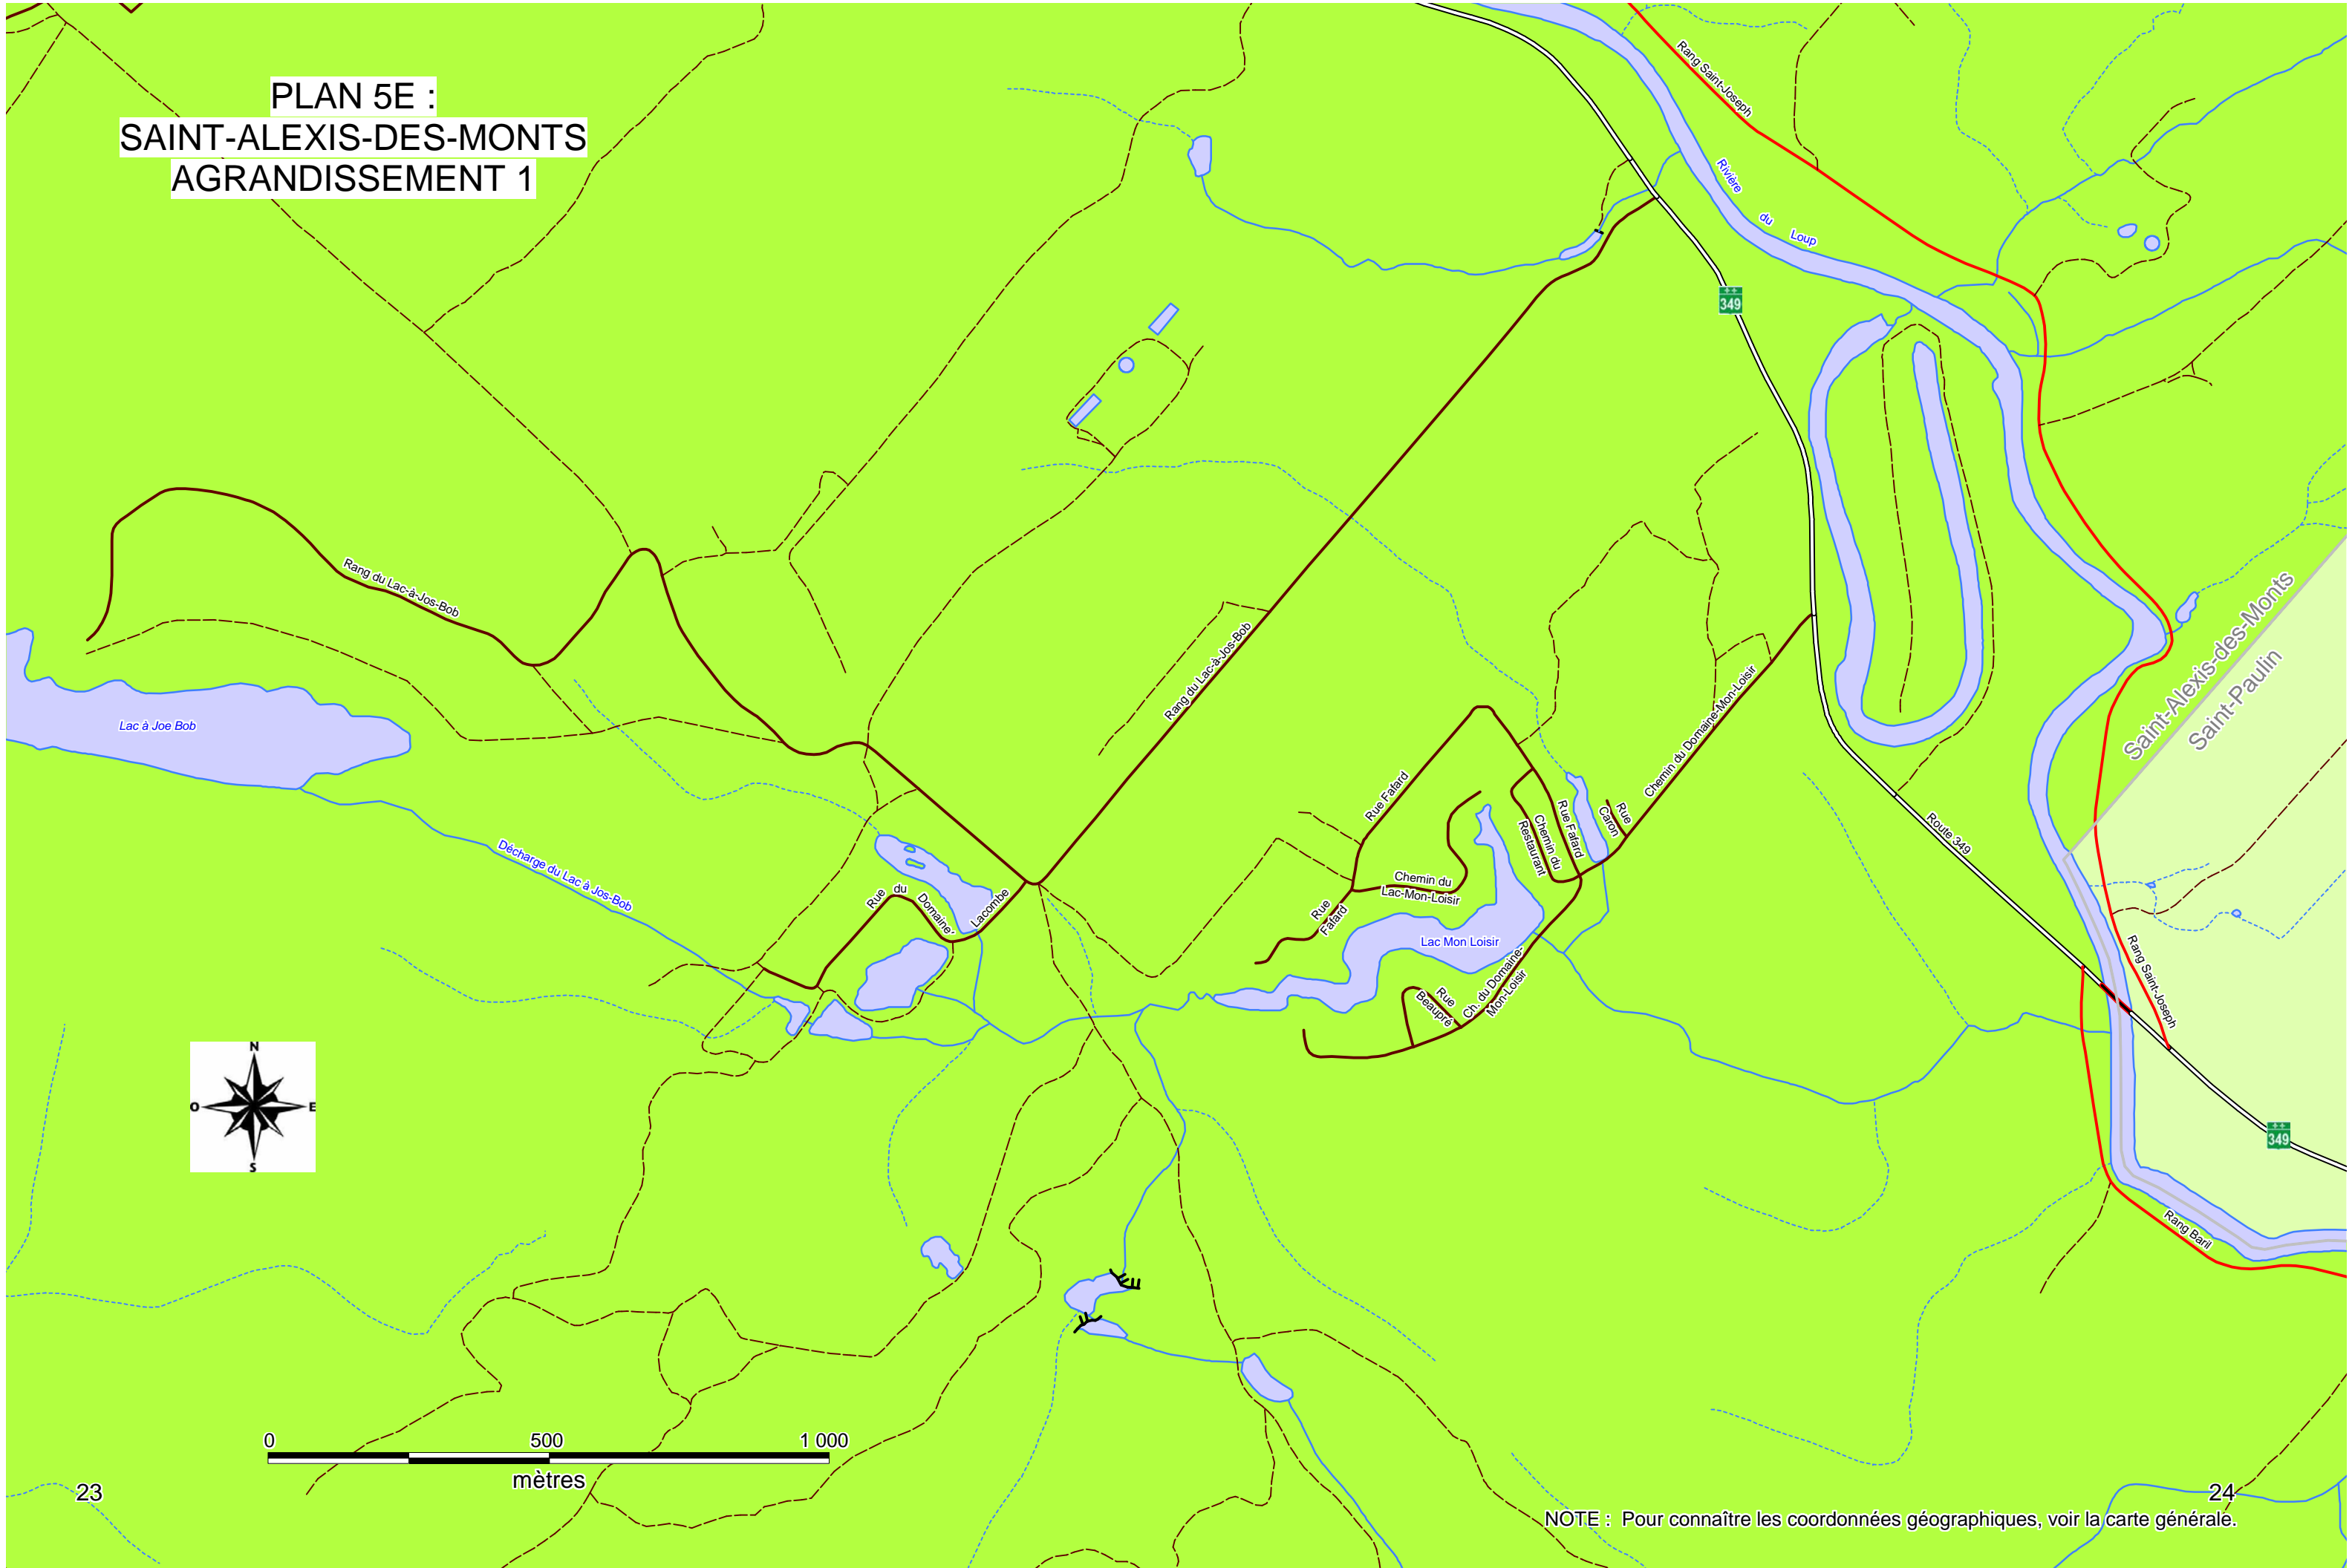 PLAN 5E :
SAINT-ALEXIS-DES-MONTS
AGRANDISSEMENT 1
Rang Saint-Joseph
Rivière
du
Loup
349
Rang du Lac-à-Jos-Bob
Rang du Lac-à-Jos-Bob
Lac à Joe Bob
Décharge du Lac à Jos-Bob
Rue
du
Domaine-
Lacombe
Rue Fafard
Chemin du
Lac-Mon-Loisir
Rue
Fafard
Chemin du
Restaurant
Rue Fafard
Rue
Caron
Chemin du Domaine-Mon-Loisir
Lac Mon Loisir
Ch. du Domaine-
Mon-Loisir
Rue
Beaupré
Saint-Alexis-des-Monts
Saint-Paulin
Route 349
Rang Saint-Joseph
349
Rang Baril
N
O
E
S
0
500
1 000
mètres
23
24
NOTE : Pour connaître les coordonnées géographiques, voir la carte générale.